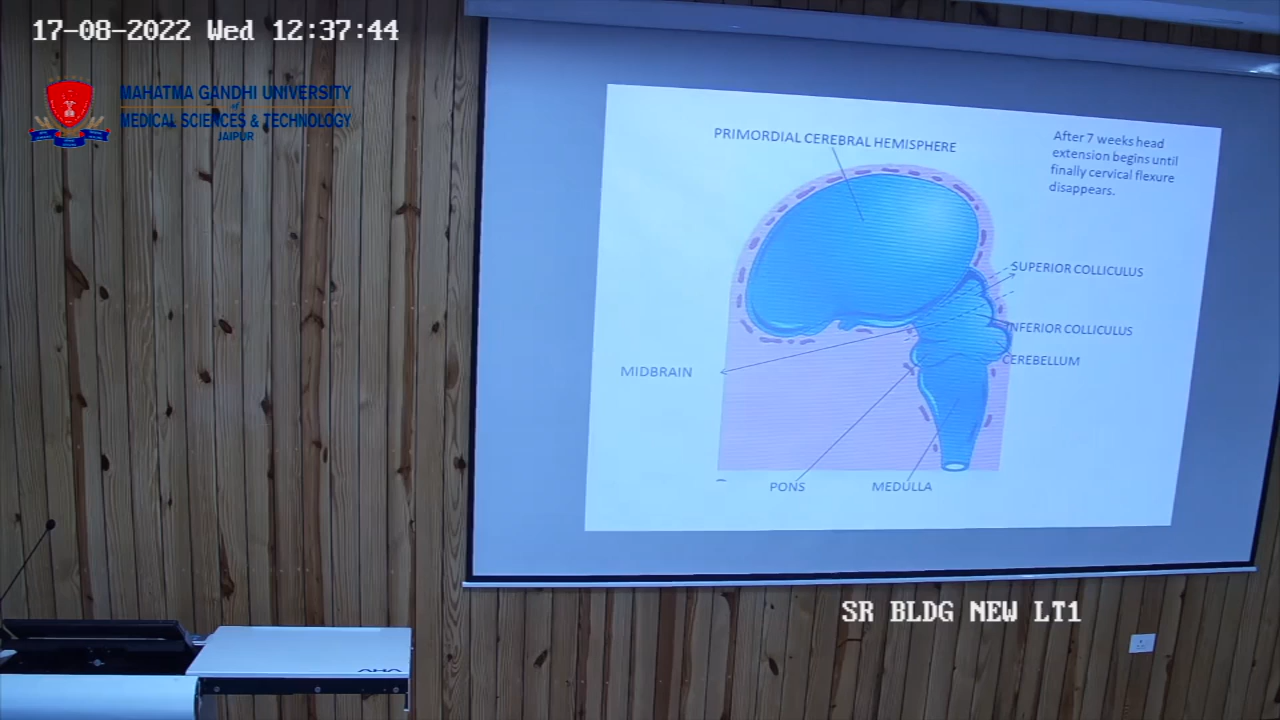 17-08-2022 Wed 12:37:44
MAHATMA GANDHI UNIVERSITY
of
MEDICAL SCIENCES & TECHNOLOGY
JAIPUR
PRIMORDIAL CEREBRAL HEMISPHERE
After 7 weeks head
extension begins until
finally cervical flexure
disappears.
SUPERIOR COLLICULUS
INFERIOR COLLICULUS
CEREBELLUM
MIDBRAIN
PONS
MEDULLA
SR BLDG NEW LT1
AHA